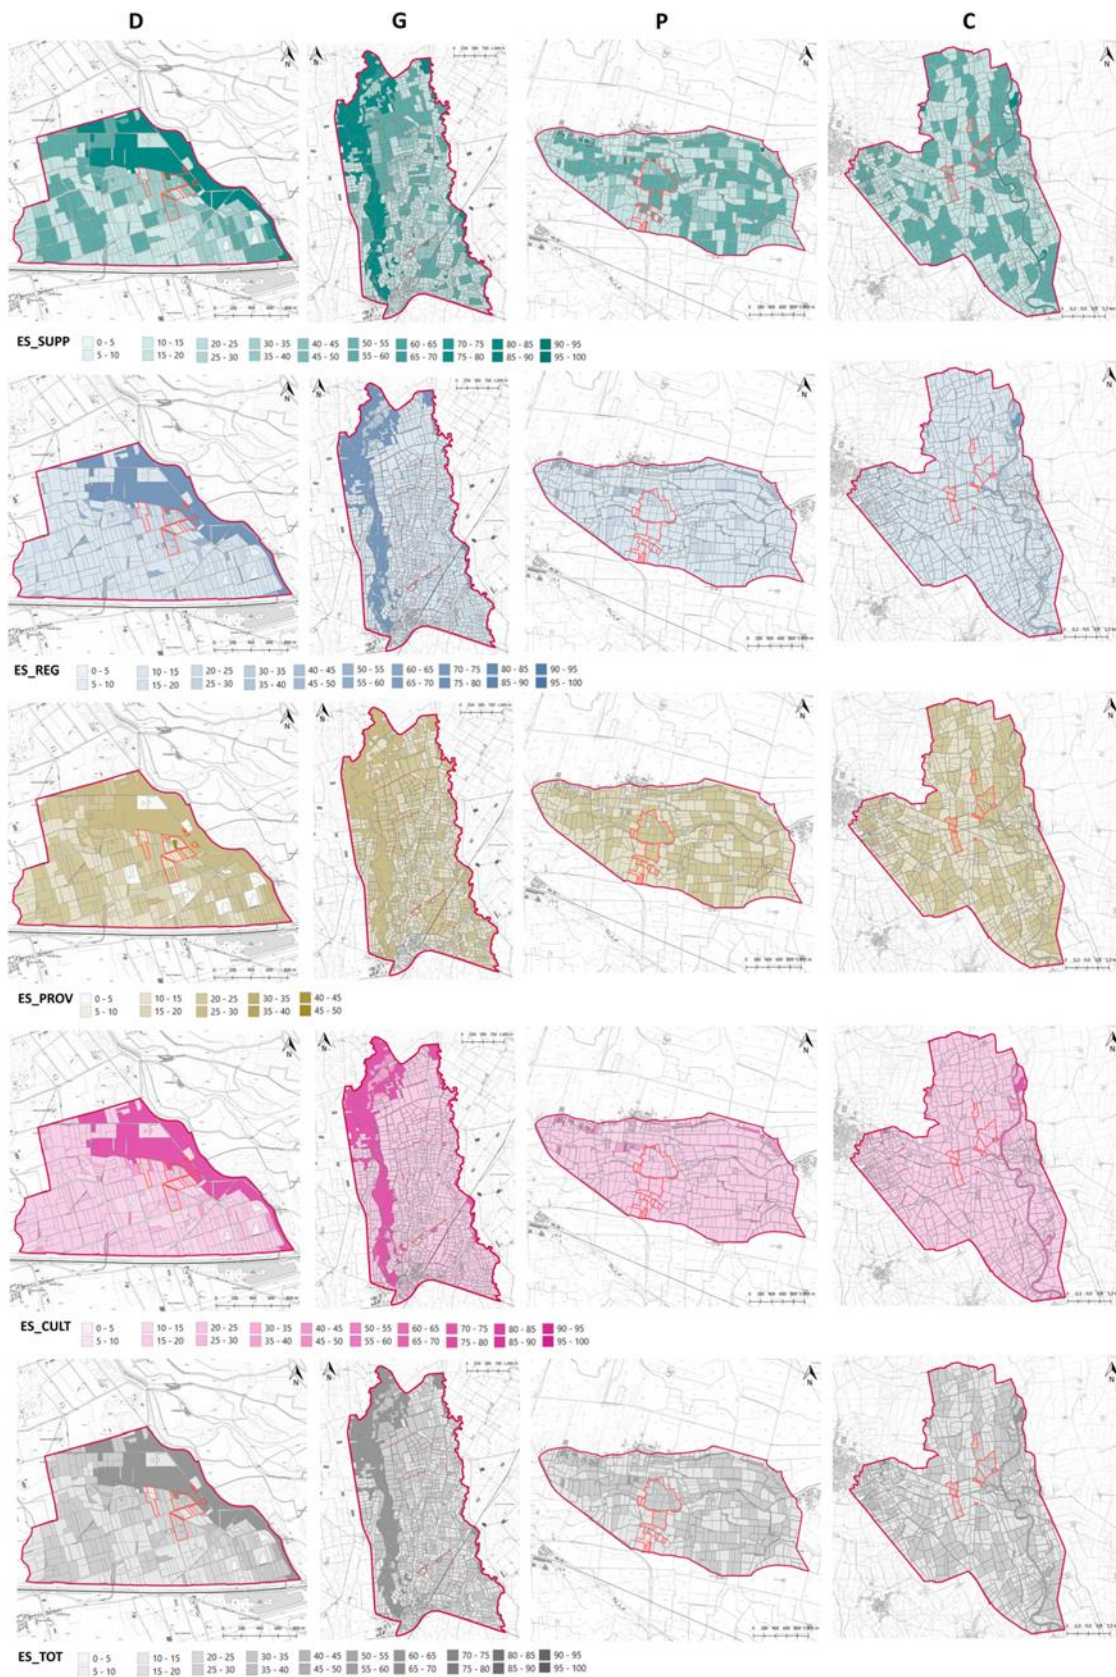 D G P C
N N N N
ES_SUPP 0 - 5 10 - 15 20 - 25 30 - 35 40 - 45 50 - 55 60 - 65 70 - 75 80 - 85 90 - 95
5 - 10 15 - 20 25 - 30 35 - 40 45 - 50 55 - 60 65 - 70 75 - 80 85 - 90 95 - 100
N N N N
ES_REG 0 - 5 10 - 15 20 - 25 30 - 35 40 - 45 50 - 55 60 - 65 70 - 75 80 - 85 90 - 95
5 - 10 15 - 20 25 - 30 35 - 40 45 - 50 55 - 60 65 - 70 75 - 80 85 - 90 95 - 100
N N N N
ES_PROV 0 - 5 10 - 15 20 - 25 30 - 35 40 - 45
5 - 10 15 - 20 25 - 30 35 - 40 45 - 50
N N N N
ES_CULT 0 - 5 10 - 15 20 - 25 30 - 35 40 - 45 50 - 55 60 - 65 70 - 75 80 - 85 90 - 95
5 - 10 15 - 20 25 - 30 35 - 40 45 - 50 55 - 60 65 - 70 75 - 80 85 - 90 95 - 100
N N N N
ES_TOT 0 - 5 10 - 15 20 - 25 30 - 35 40 - 45 50 - 55 60 - 65 70 - 75 80 - 85 90 - 95
5 - 10 15 - 20 25 - 30 35 - 40 45 - 50 55 - 60 65 - 70 75 - 80 85 - 90 95 - 100